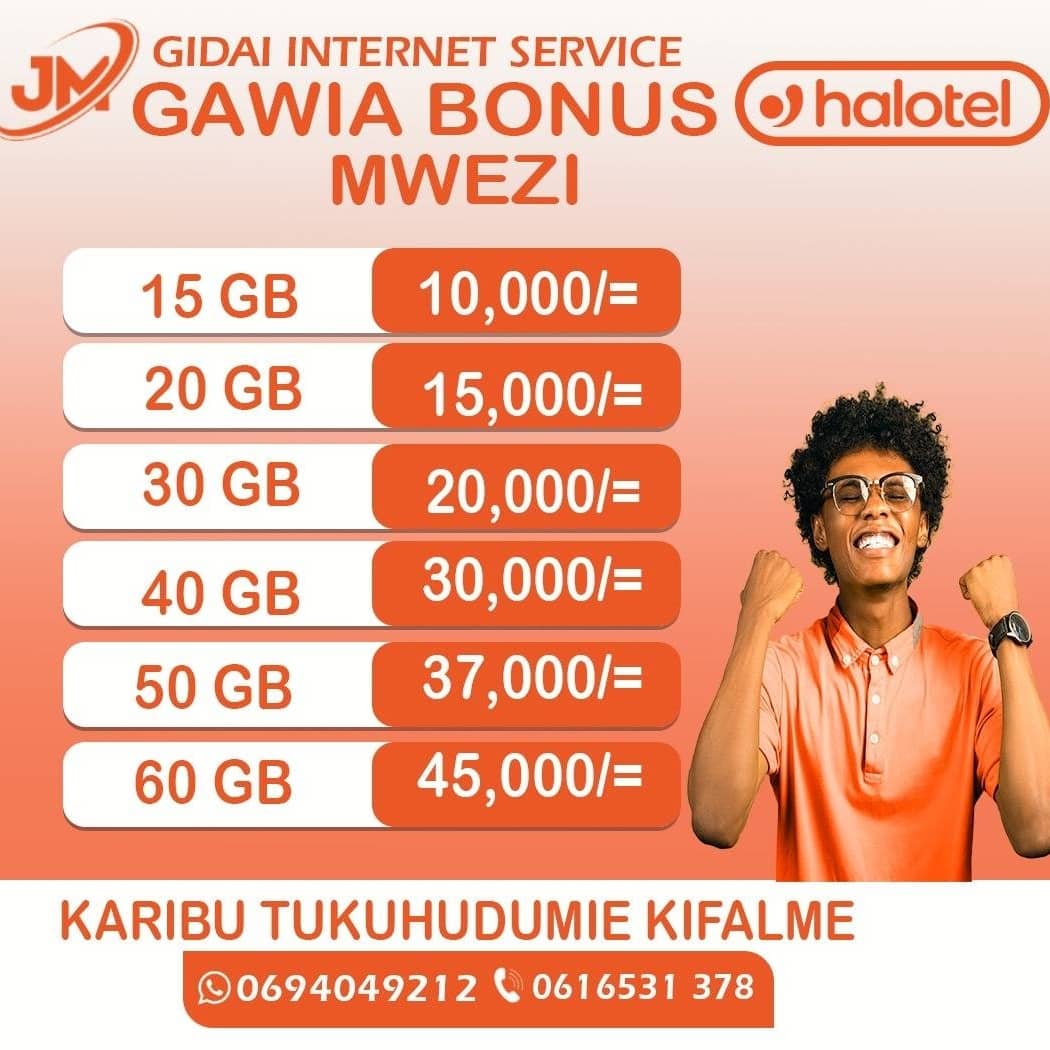 JM
GIDAI INTERNET SERVICE
GAWIA BONUS
halotel
MWEZI
15 GB 10,000/=
20 GB 15,000/=
30 GB 20,000/=
40 GB 30,000/=
50 GB 37,000/=
60 GB 45,000/=
KARIBU TUKUHUDUMIE KIFALME
0694049212 0616531 378